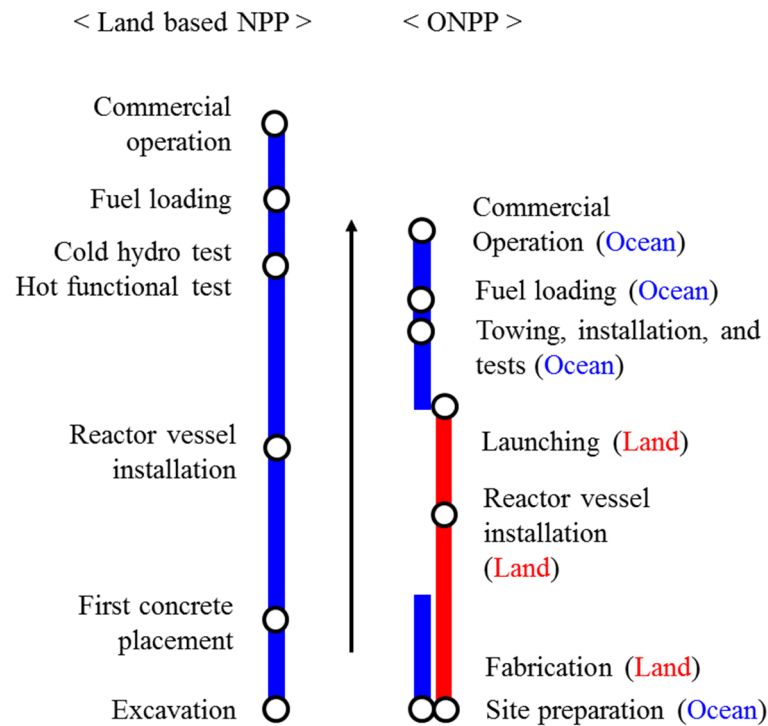 < Land based NPP >
< ONPP >
Commercial
operation
Fuel loading
Cold hydro test
Hot functional test
Reactor vessel
installation
First concrete
placement
Excavation
Commercial
Operation (Ocean)
Fuel loading (Ocean)
Towing, installation, and
tests (Ocean)
Launching (Land)
Reactor vessel
installation
(Land)
Fabrication (Land)
Site preparation (Ocean)